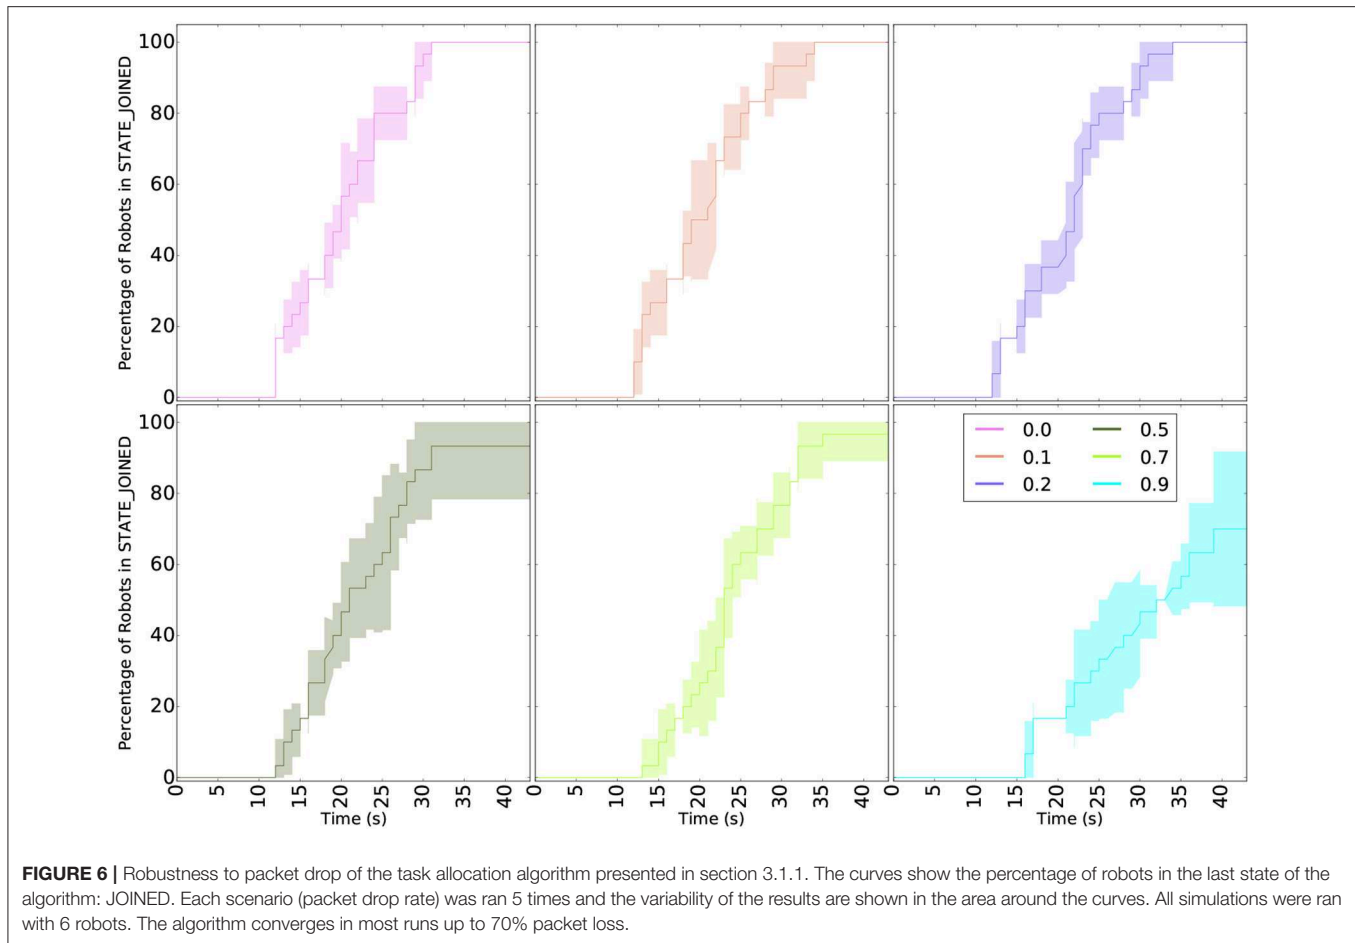 Percentage of Robots in STATE_JOINED
100
80
60
40
20
0
Percentage of Robots in STATE_JOINED
100
80
60
40
20
0
0.0 0.5
0.1 0.7
0.2 0.9
0 5 10 15 20 25 30 35 40
0 5 10 15 20 25 30 35 40
0 5 10 15 20 25 30 35 40
Time (s) Time (s) Time (s)
FIGURE 6 | Robustness to packet drop of the task allocation algorithm presented in section 3.1.1. The curves show the percentage of robots in the last state of the
algorithm: JOINED. Each scenario (packet drop rate) was ran 5 times and the variability of the results are shown in the area around the curves. All simulations were ran
with 6 robots. The algorithm converges in most runs up to 70% packet loss.